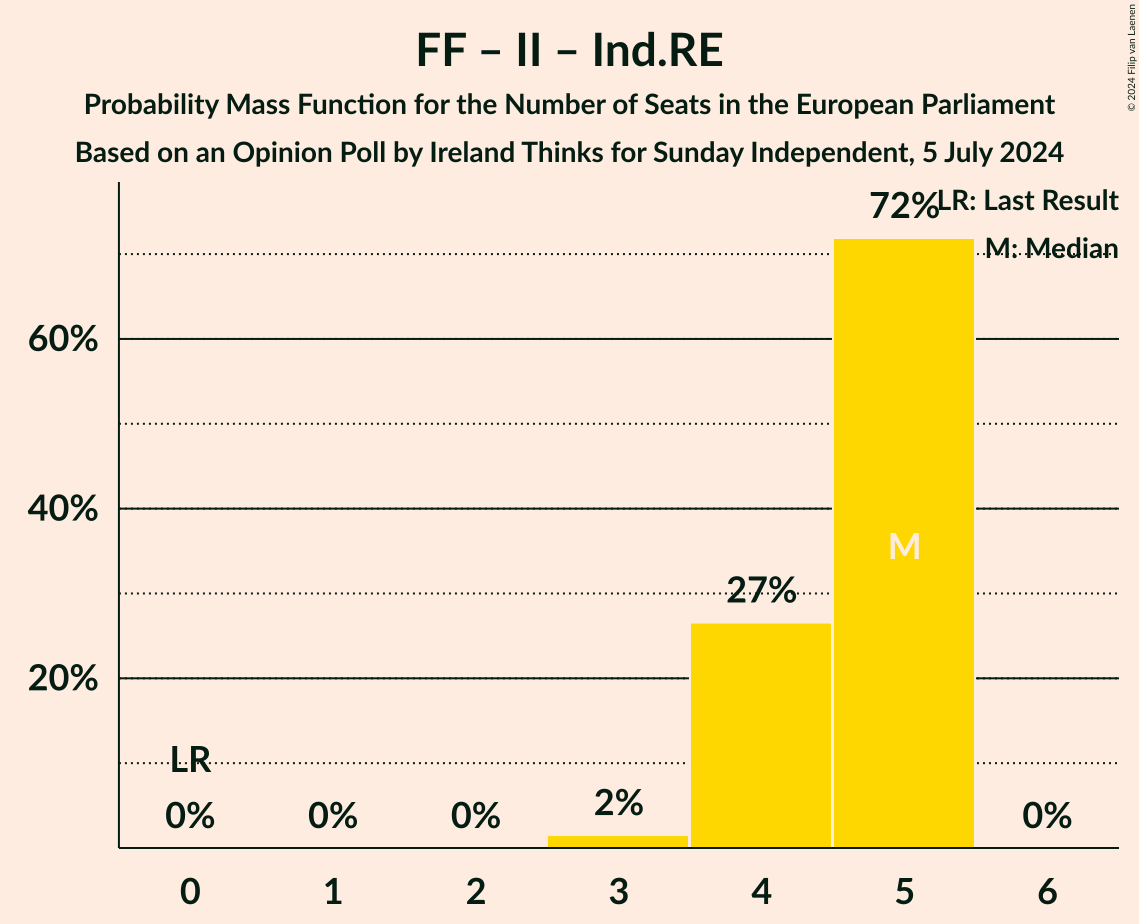 FF – II – Ind.RE
Probability Mass Function for the Number of Seats in the European Parliament
Based on an Opinion Poll by Ireland Thinks for Sunday Independent, 5 July 2024
© 2024 Filip van Laenen
LR: Last Result
M: Median
72%
60%
40%
M
27%
20%
LR
0%
0%
0%
2%
0%
0
1
2
3
4
5
6